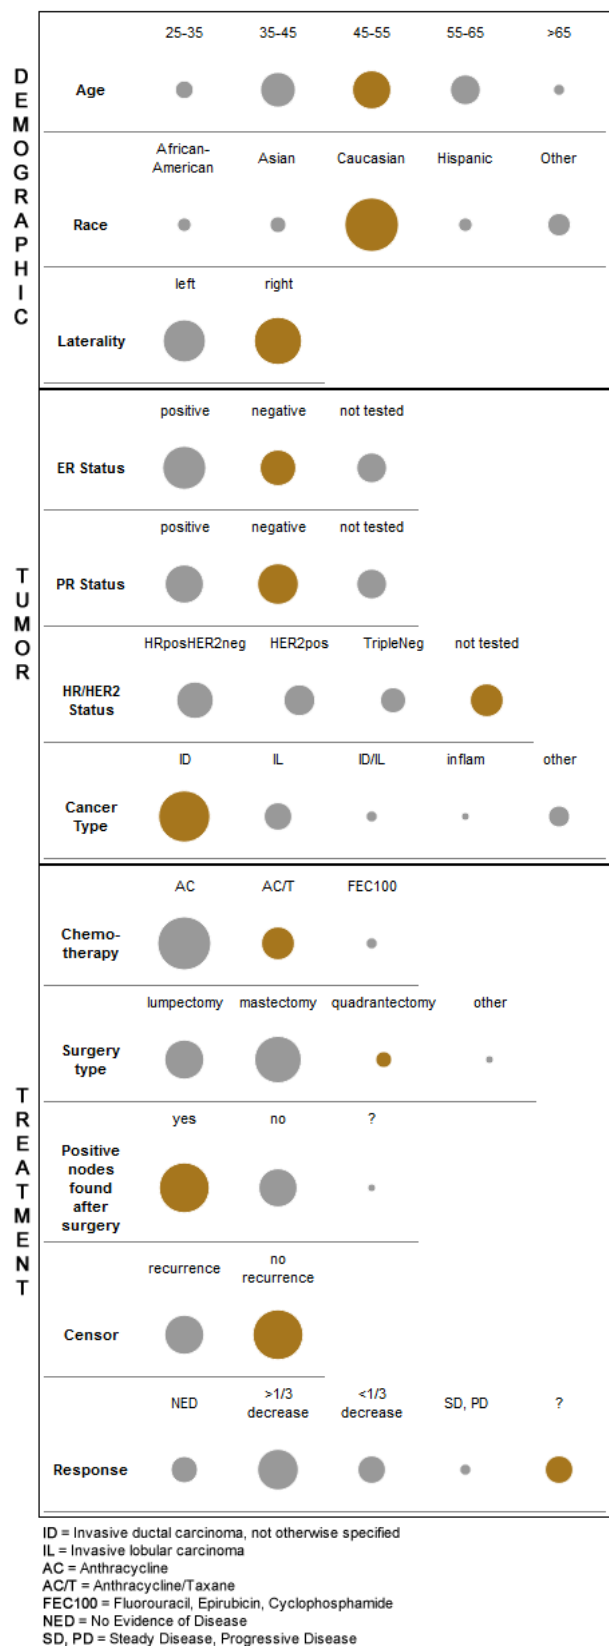 DEMOGRAPHIC
25-35 35-45 45-55 55-65 >65
Age
African-
American Asian Caucasian Hispanic Other
Race
left right
Laterality
TUMOR
positive negative not tested
ER Status
positive negative not tested
PR Status
HRposHER2neg HER2pos TripleNeg not tested
HR/HER2
Status
ID IL ID/IL inflam other
Cancer
Type
TREATMENT
AC AC/T FEC100
Chemo-
therapy
lumpectomy mastectomy quadrantectomy other
Surgery
type
yes no ?
Positive
nodes
found
after
surgery
recurrence no
recurrence
Censor
NED >1/3
decrease <1/3
decrease SD, PD ?
Response
ID = Invasive ductal carcinoma, not otherwise specified
IL = Invasive lobular carcinoma
AC = Anthracycline
AC/T = Anthracycline/Taxane
FEC100 = Fluorouracil, Epirubicin, Cyclophosphamide
NED = No Evidence of Disease
SD, PD = Steady Disease, Progressive Disease